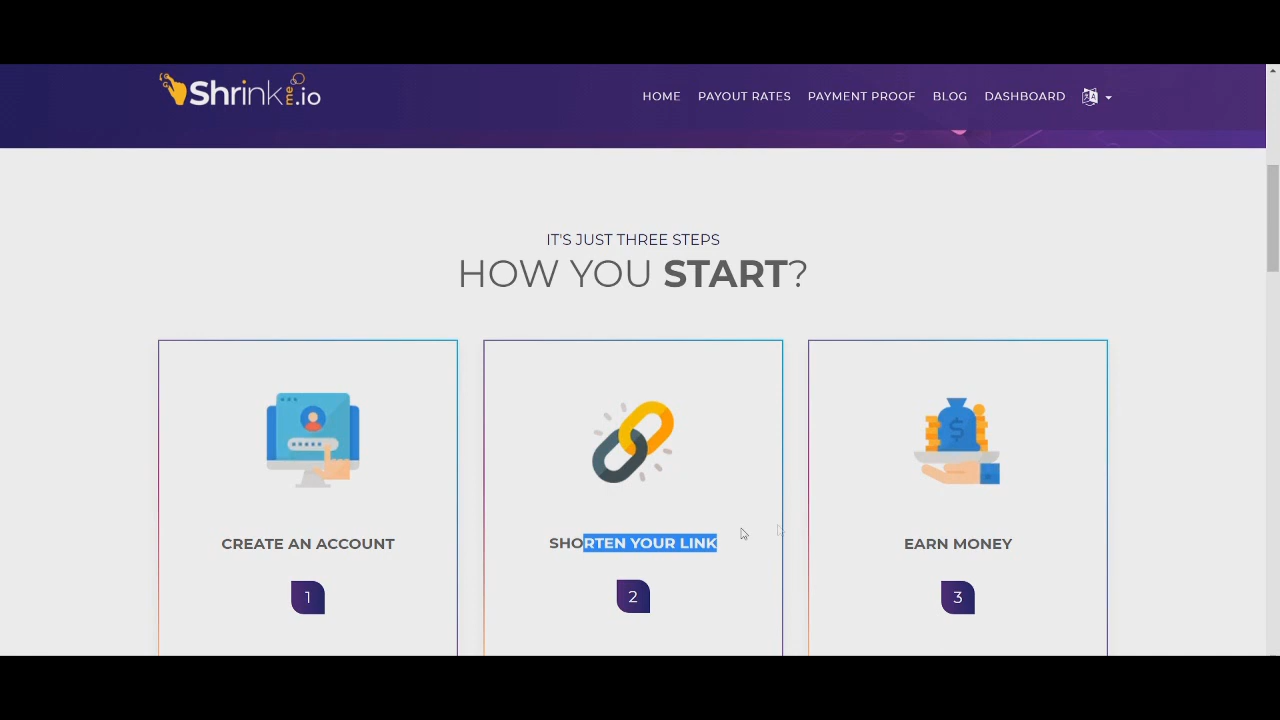 Shrinkme.io
HOME PAYOUT RATES PAYMENT PROOF BLOG DASHBOARD
IT'S JUST THREE STEPS
HOW YOU START?
CREATE AN ACCOUNT
1
SHORTEN YOUR LINK
2
EARN MONEY
3